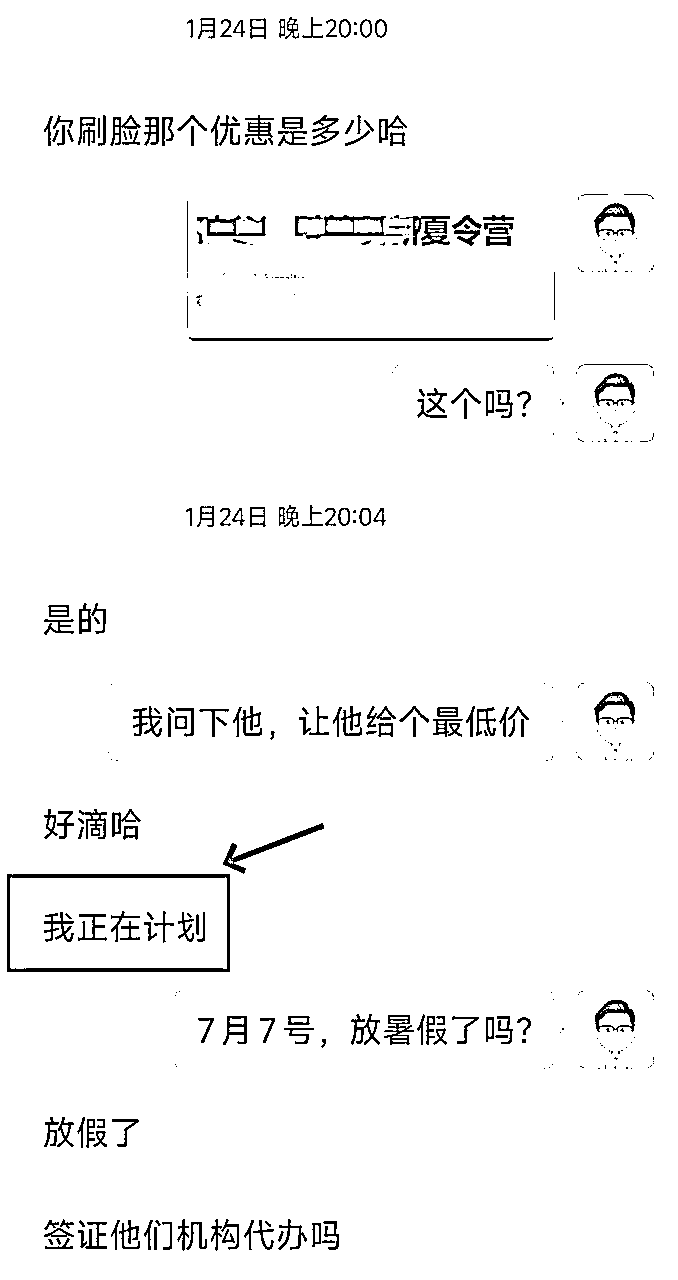 1月24日 晚上20:00
你刷脸那个优惠是多少哈
夏令营
这个吗？
1月24日 晚上20:04
是的
我问下他，让他给个最低价
好滴哈
我正在计划
7月7号，放暑假了吗？
放假了
签证他们机构代办吗